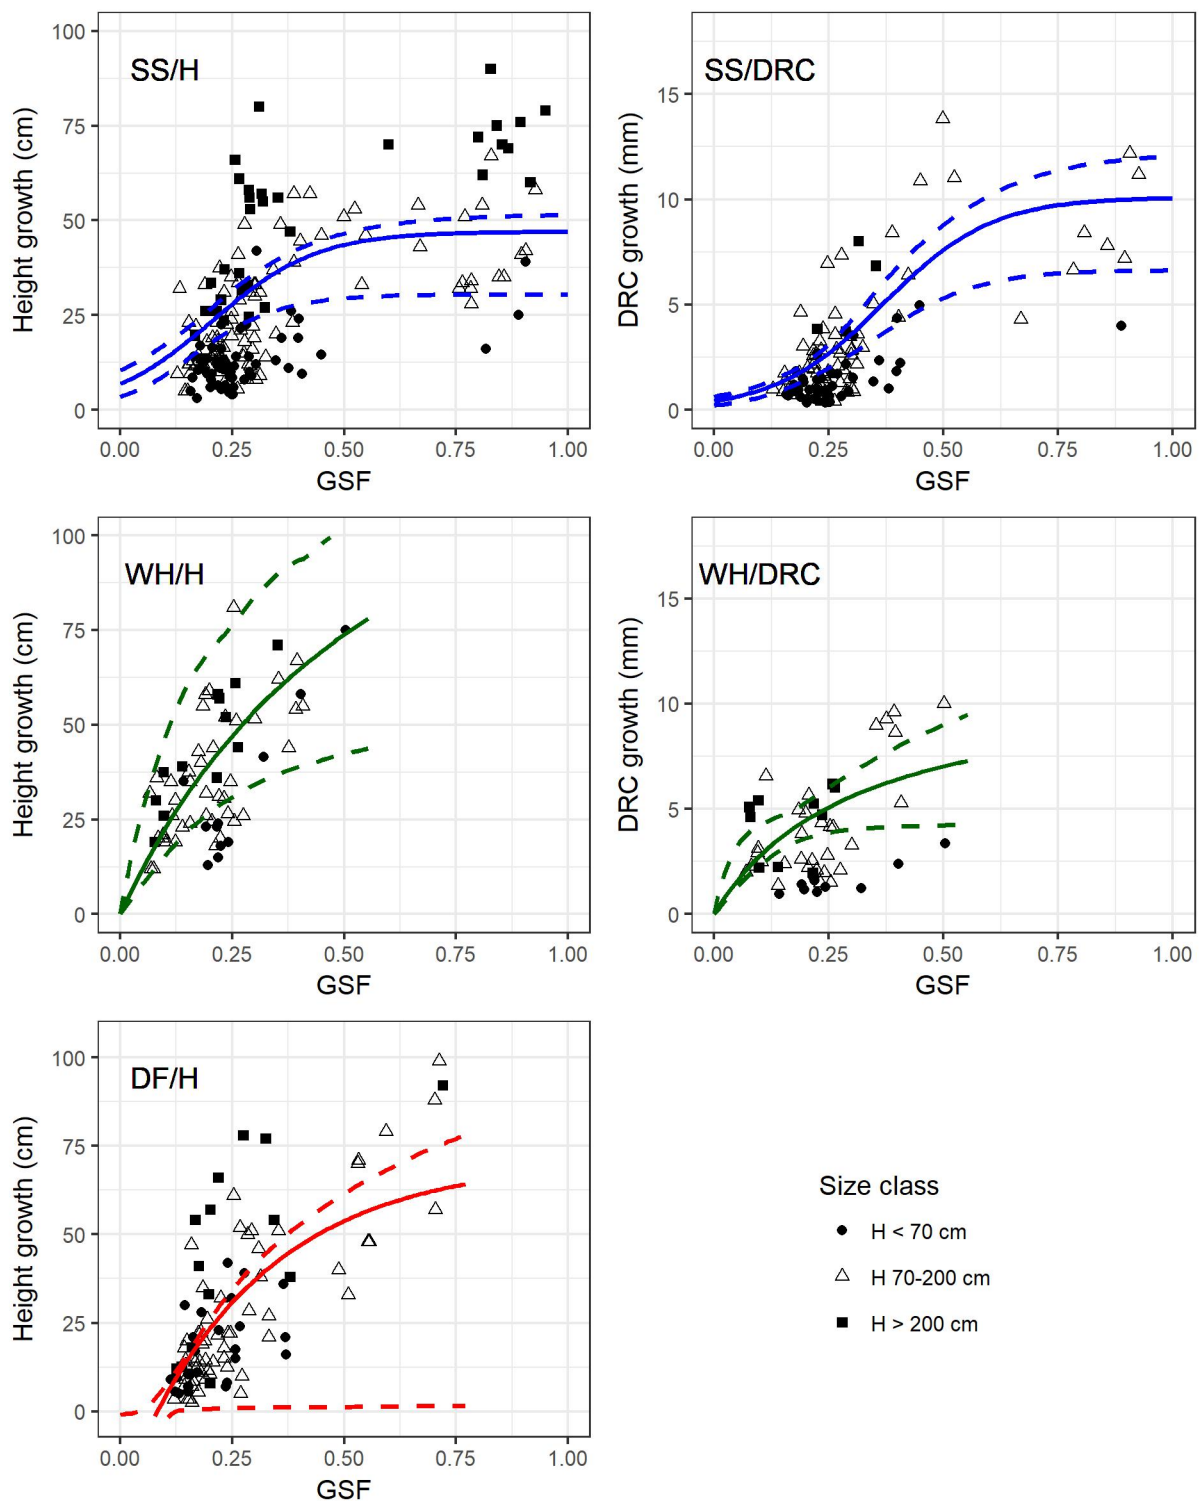 SS/H
Height growth (cm)
100
75
50
25
0
0.00 0.25 0.50 0.75 1.00
GSF
SS/DRC
DRC growth (mm)
15
10
5
0
0.00 0.25 0.50 0.75 1.00
GSF
WH/H
Height growth (cm)
100
75
50
25
0
0.00 0.25 0.50 0.75 1.00
GSF
WH/DRC
DRC growth (mm)
15
10
5
0
0.00 0.25 0.50 0.75 1.00
GSF
DF/H
Height growth (cm)
100
75
50
25
0
0.00 0.25 0.50 0.75 1.00
GSF
Size class
H < 70 cm
H 70-200 cm
H > 200 cm